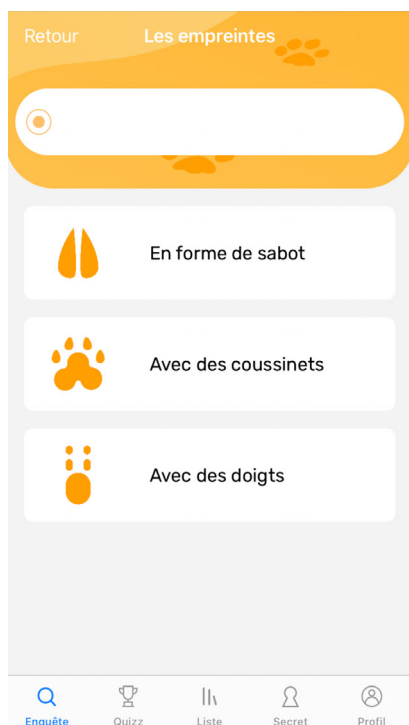 Retour Les empreintes
En forme de sabot
Avec des coussinets
Avec des doigts
Enquête Quizz Liste Secret Profil